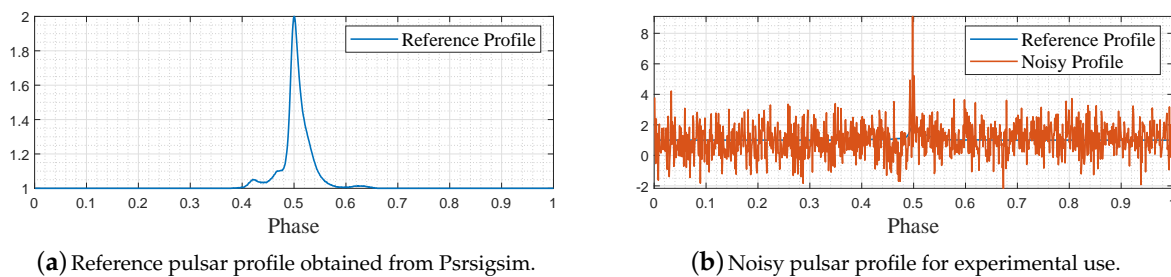 2
1.8
1.6
1.4
1.2
1
0 0.1 0.2 0.3 0.4 0.5 0.6 0.7 0.8 0.9 1
Phase
Reference Profile
(a) Reference pulsar profile obtained from Psrsigsim.
8
6
4
2
0
-2
0 0.1 0.2 0.3 0.4 0.5 0.6 0.7 0.8 0.9 1
Phase
Reference Profile
Noisy Profile
(b) Noisy pulsar profile for experimental use.